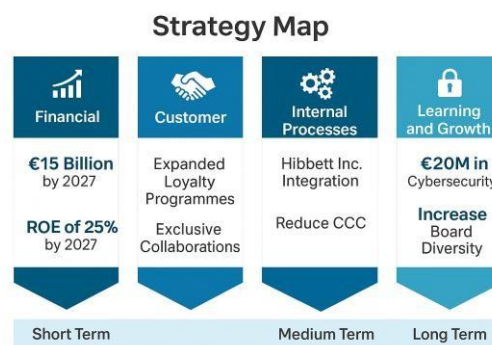 Strategy Map
Financial
€15 Billion
by 2027
ROE of 25%
by 2027
Customer
Expanded
Loyalty
Programmes
Exclusive
Collaborations
Internal
Processes
Hibbett Inc.
Integration
Reduce CCC
Learning
and Growth
€20M in
Cybersecurity
Increase
Board
Diversity
Short Term
Medium Term
Long Term